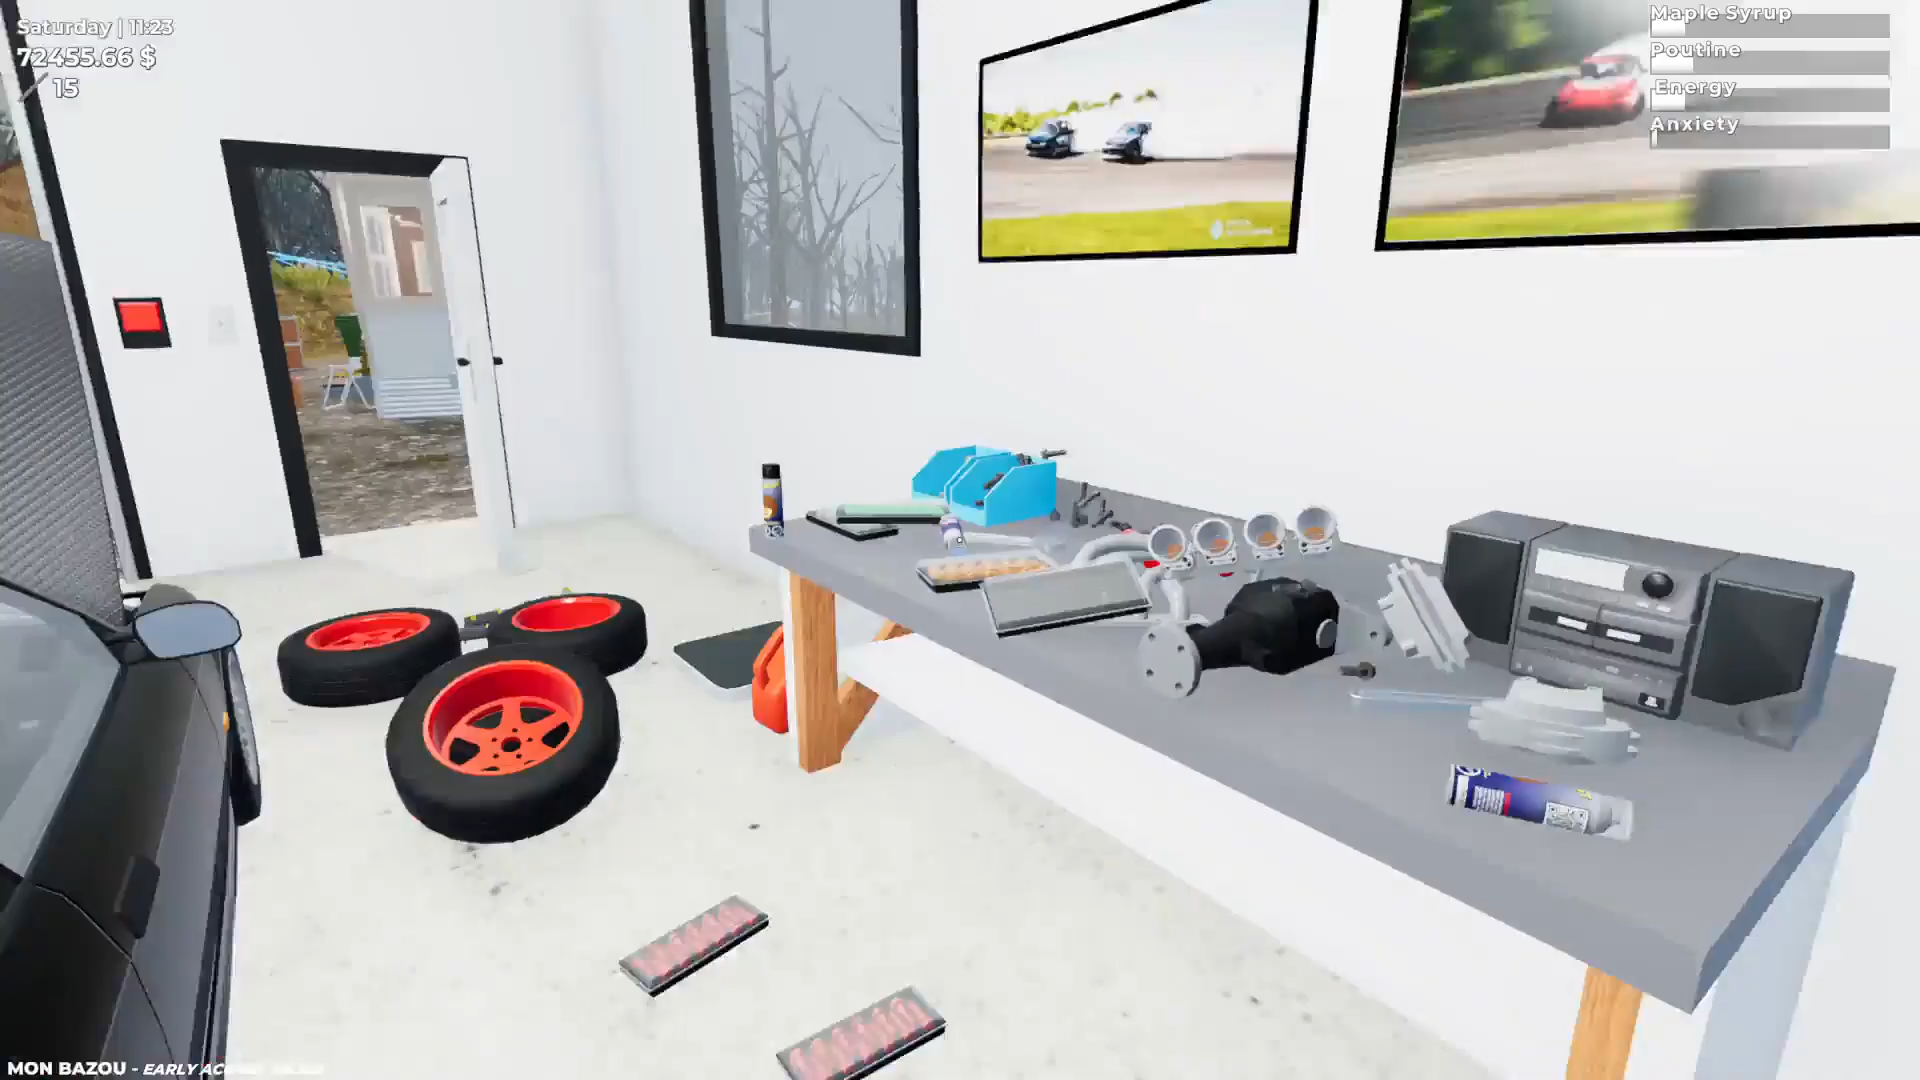 Saturday | 11:23
72455.66 $
15
Maple Syrup
Poutine
Energy
Anxiety
MON BAZOU - EARLY